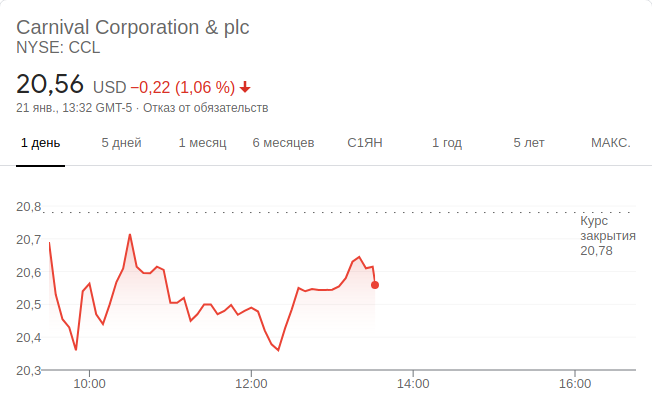 Carnival Corporation & plc
NYSE: CCL
20,56 USD −0,22 (1,06 %)
21 янв., 13:32 GMT-5 · Отказ от обязательств
1 день 5 дней 1 месяц 6 месяцев С1ЯН 1 год 5 лет МАКС.
20,8
Курс
закрытия
20,78
20,7
20,6
20,5
20,4
20,3
10:00 12:00 14:00 16:00